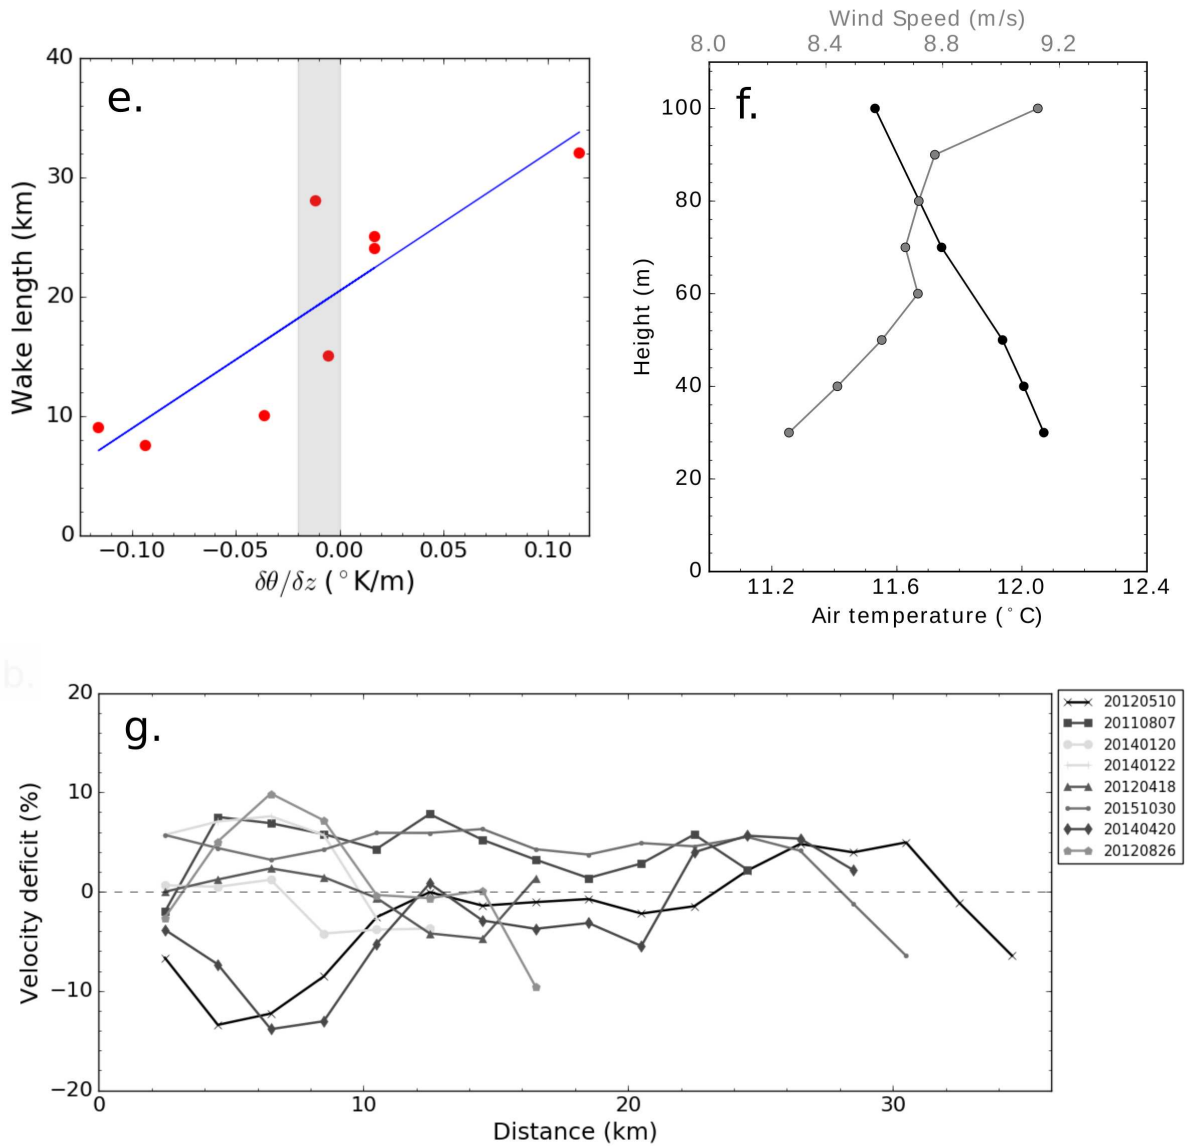 Wind Speed (m/s)
8.0 8.4 8.8 9.2
e.
40
30
20
10
0
Wake length (km)
−0.10 −0.05 0.00 0.05 0.10
δθ/δz (°K/m)
f.
100
80
60
40
20
0
Height (m)
11.2 11.6 12.0 12.4
Air temperature (°C)
b.
g.
20
10
0
−10
−20
Velocity deficit (%)
0 10 20 30
Distance (km)
20120510
20110807
20140120
20140122
20120418
20151030
20140420
20120826